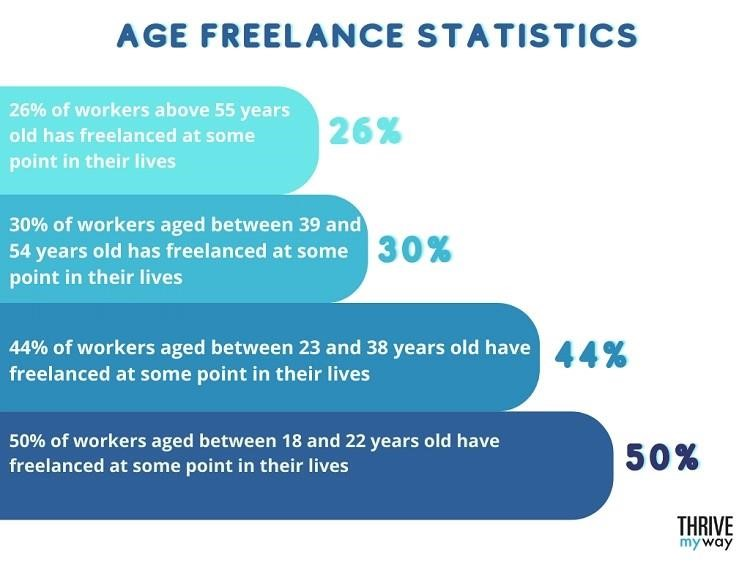 AGE FREELANCE STATISTICS
26% of workers above 55 years
old has freelanced at some
point in their lives
26%
30% of workers aged between 39 and
54 years old has freelanced at some
point in their lives
30%
44% of workers aged between 23 and 38 years old have
freelanced at some point in their lives
44%
50% of workers aged between 18 and 22 years old have
freelanced at some point in their lives
50%
THRIVE
myway